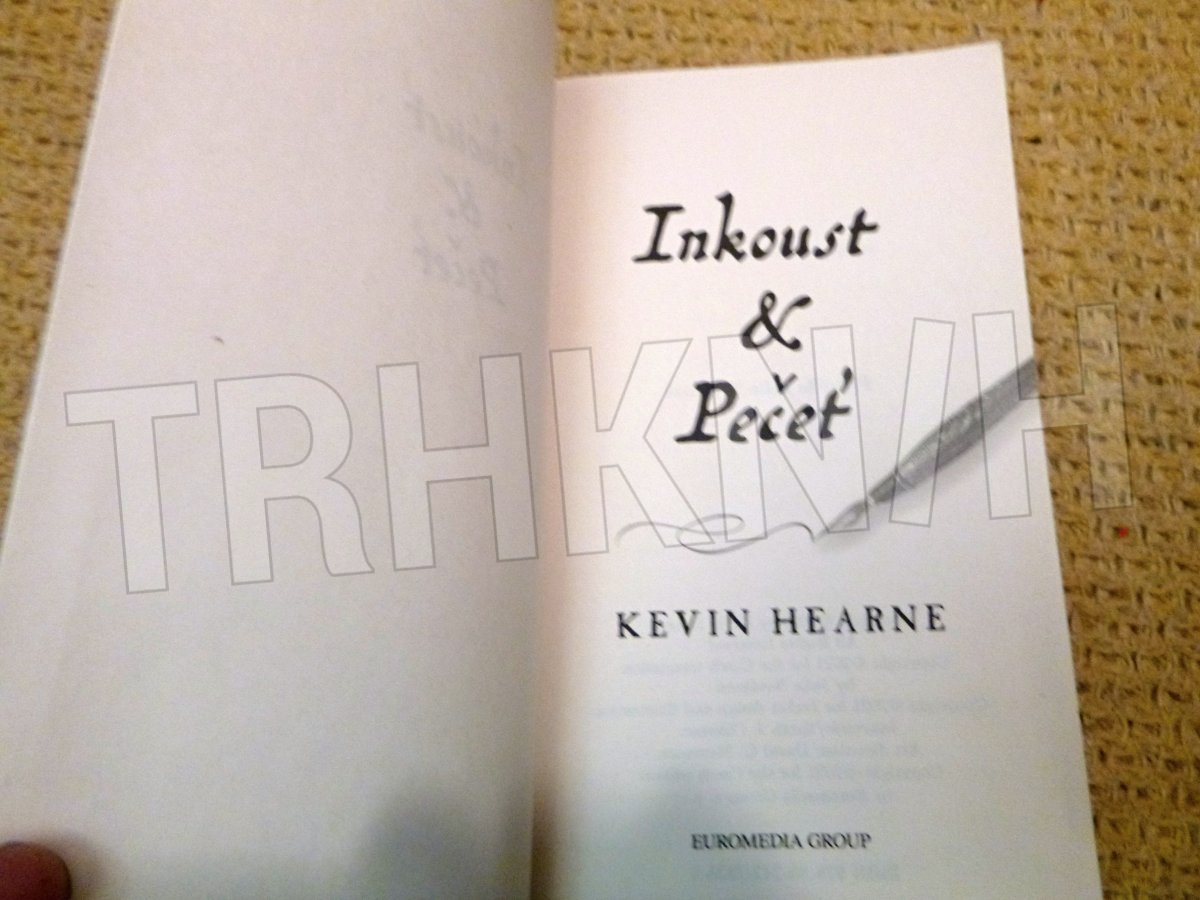 Inkoust
&
Pečeť
TRHKNIH
KEVIN HEARNE
EUROMEDIA GROUP